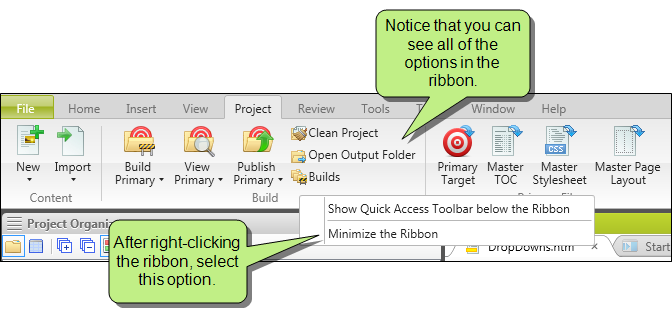 Notice that you can
see all of the
options in the
ribbon.
File Home Insert View Project Review Tools T Window Help
New
Import
Build
Primary
View
Primary
Publish
Primary
Clean Project
Open Output Folder
Builds
Primary
Target
Master
TOC
CSS
Master
Stylesheet
Master Page
Layout
Content
Build
Show Quick Access Toolbar below the Ribbon
Minimize the Ribbon
Project Organiz
After right-clicking
the ribbon, select
this option.
DropDowns.htm
Start